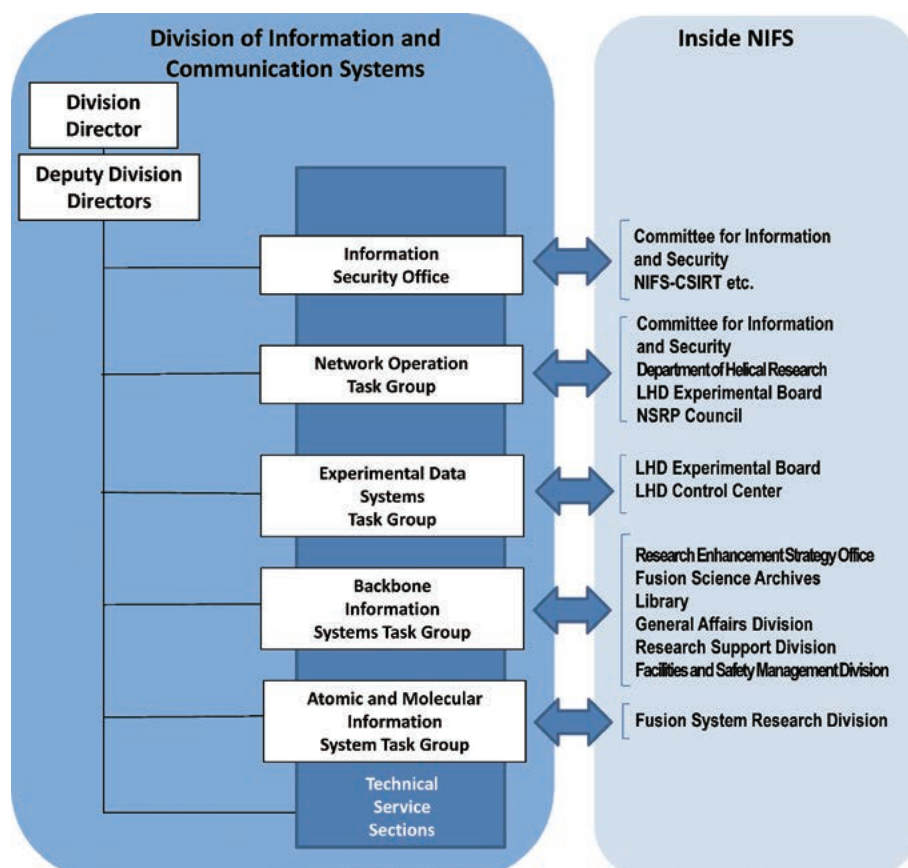 Division of Information and
Communication Systems
Inside NIFS
Division
Director
Deputy Division
Directors
Information
Security Office
Committee for Information
and Security
NIFS-CSIRT etc.
Network Operation
Task Group
Committee for Information
and Security
Department of Helical Research
LHD Experimental Board
NSRP Council
Experimental Data
Systems
Task Group
LHD Experimental Board
LHD Control Center
Backbone
Information
Systems Task Group
Research Enhancement Strategy Office
Fusion Science Archives
Library
General Affairs Division
Research Support Division
Facilities and Safety Management Division
Atomic and Molecular
Information
System Task Group
Fusion System Research Division
Technical
Service
Sections